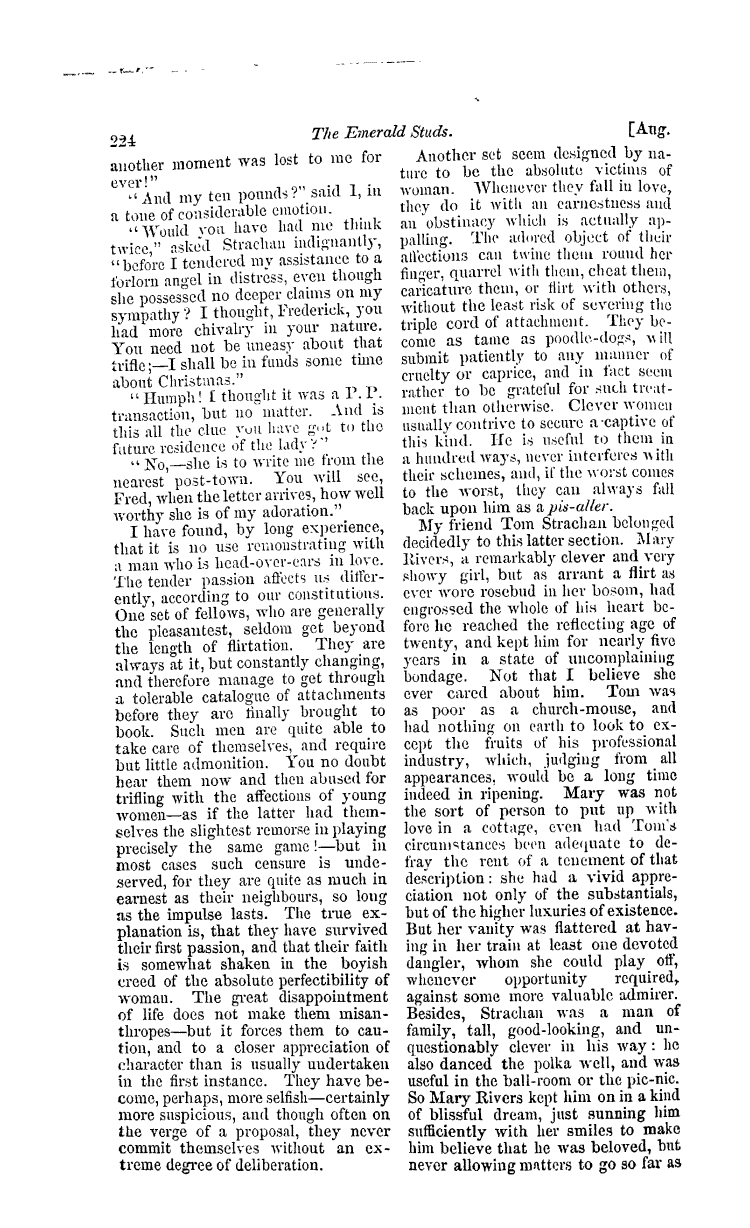 224
The Emerald Studs.
[Aug.
another moment was lost to me for
ever!"
"And my ten pounds?" said I, in
a tone of considerable emotion.
"Would you have had me think
twice," asked Strachan indignantly,
"before I tendered my assistance to a
forlorn angel in distress, even though
she possessed no deeper claims on my
sympathy? I thought, Frederick, you
had more chivalry in your nature.
You need not be uneasy about that
trifle;—I shall be in funds some time
about Christmas."
"Humph! I thought it was a P. P.
transaction, but no matter. And is
this all the clue you have got to the
future residence of the lady?"
"No,—she is to write me from the
nearest post-town. You will see,
Fred, when the letter arrives, how well
worthy she is of my adoration."
I have found, by long experience,
that it is no use remonstrating with
a man who is head-over-ears in love.
The tender passion affects us differ-
ently, according to our constitutions.
One set of fellows, who are generally
the pleasantest, seldom get beyond
the length of flirtation. They are
always at it, but constantly changing,
and therefore manage to get through
a tolerable catalogue of attachments
before they are finally brought to
book. Such men are quite able to
take care of themselves, and require
but little admonition. You no doubt
hear them now and then abused for
trifling with the affections of young
women—as if the latter had them-
selves the slightest remorse in playing
precisely the same game!—but in
most cases such censure is unde-
served, for they are quite as much in
earnest as their neighbours, so long
as the impulse lasts. The true ex-
planation is, that they have survived
their first passion, and that their faith
is somewhat shaken in the boyish
creed of the absolute perfectibility of
woman. The great disappointment
of life does not make them misan-
thropes—but it forces them to cau-
tion, and to a closer appreciation of
character than is usually undertaken
in the first instance. They have be-
come, perhaps, more selfish—certainly
more suspicious, and though often on
the verge of a proposal, they never
commit themselves without an ex-
treme degree of deliberation.
Another set seem designed by na-
ture to be the absolute victims of
woman. Whenever they fall in love,
they do it with an earnestness and
an obstinacy which is actually ap-
palling. The adored object of their
affections can twine them round her
finger, quarrel with them, cheat them,
caricature them, or flirt with others,
without the least risk of severing the
triple cord of attachment. They be-
come as tame as poodle-dogs, will
submit patiently to any manner of
cruelty or caprice, and in fact seem
rather to be grateful for such treat-
ment than otherwise. Clever women
usually contrive to secure a captive of
this kind. He is useful to them in
a hundred ways, never interferes with
their schemes, and, if the worst comes
to the worst, they can always fall
back upon him as a pis-aller.
My friend Tom Strachan belonged
decidedly to this latter section. Mary
Rivers, a remarkably clever and very
showy girl, but as arrant a flirt as
ever wore rosebud in her bosom, had
engrossed the whole of his heart be-
fore he reached the reflecting age of
twenty, and kept him for nearly five
years in a state of uncomplaining
bondage. Not that I believe she
ever cared about him. Tom was
as poor as a church-mouse, and
had nothing on earth to look to ex-
cept the fruits of his professional
industry, which, judging from all
appearances, would be a long time
indeed in ripening. Mary was not
the sort of person to put up with
love in a cottage, even had Tom's
circumstances been adequate to de-
fray the rent of a tenement of that
description: she had a vivid appre-
ciation not only of the substantials,
but of the higher luxuries of existence.
But her vanity was flattered at hav-
ing in her train at least one devoted
dangler, whom she could play off,
whenever opportunity required,
against some more valuable admirer.
Besides, Strachan was a man of
family, tall, good-looking, and un-
questionably clever in his way: he
also danced the polka well, and was
useful in the ball-room or the pic-nic.
So Mary Rivers kept him on in a kind
of blissful dream, just sunning him
sufficiently with her smiles to make
him believe that he was beloved, but
never allowing matters to go so far as